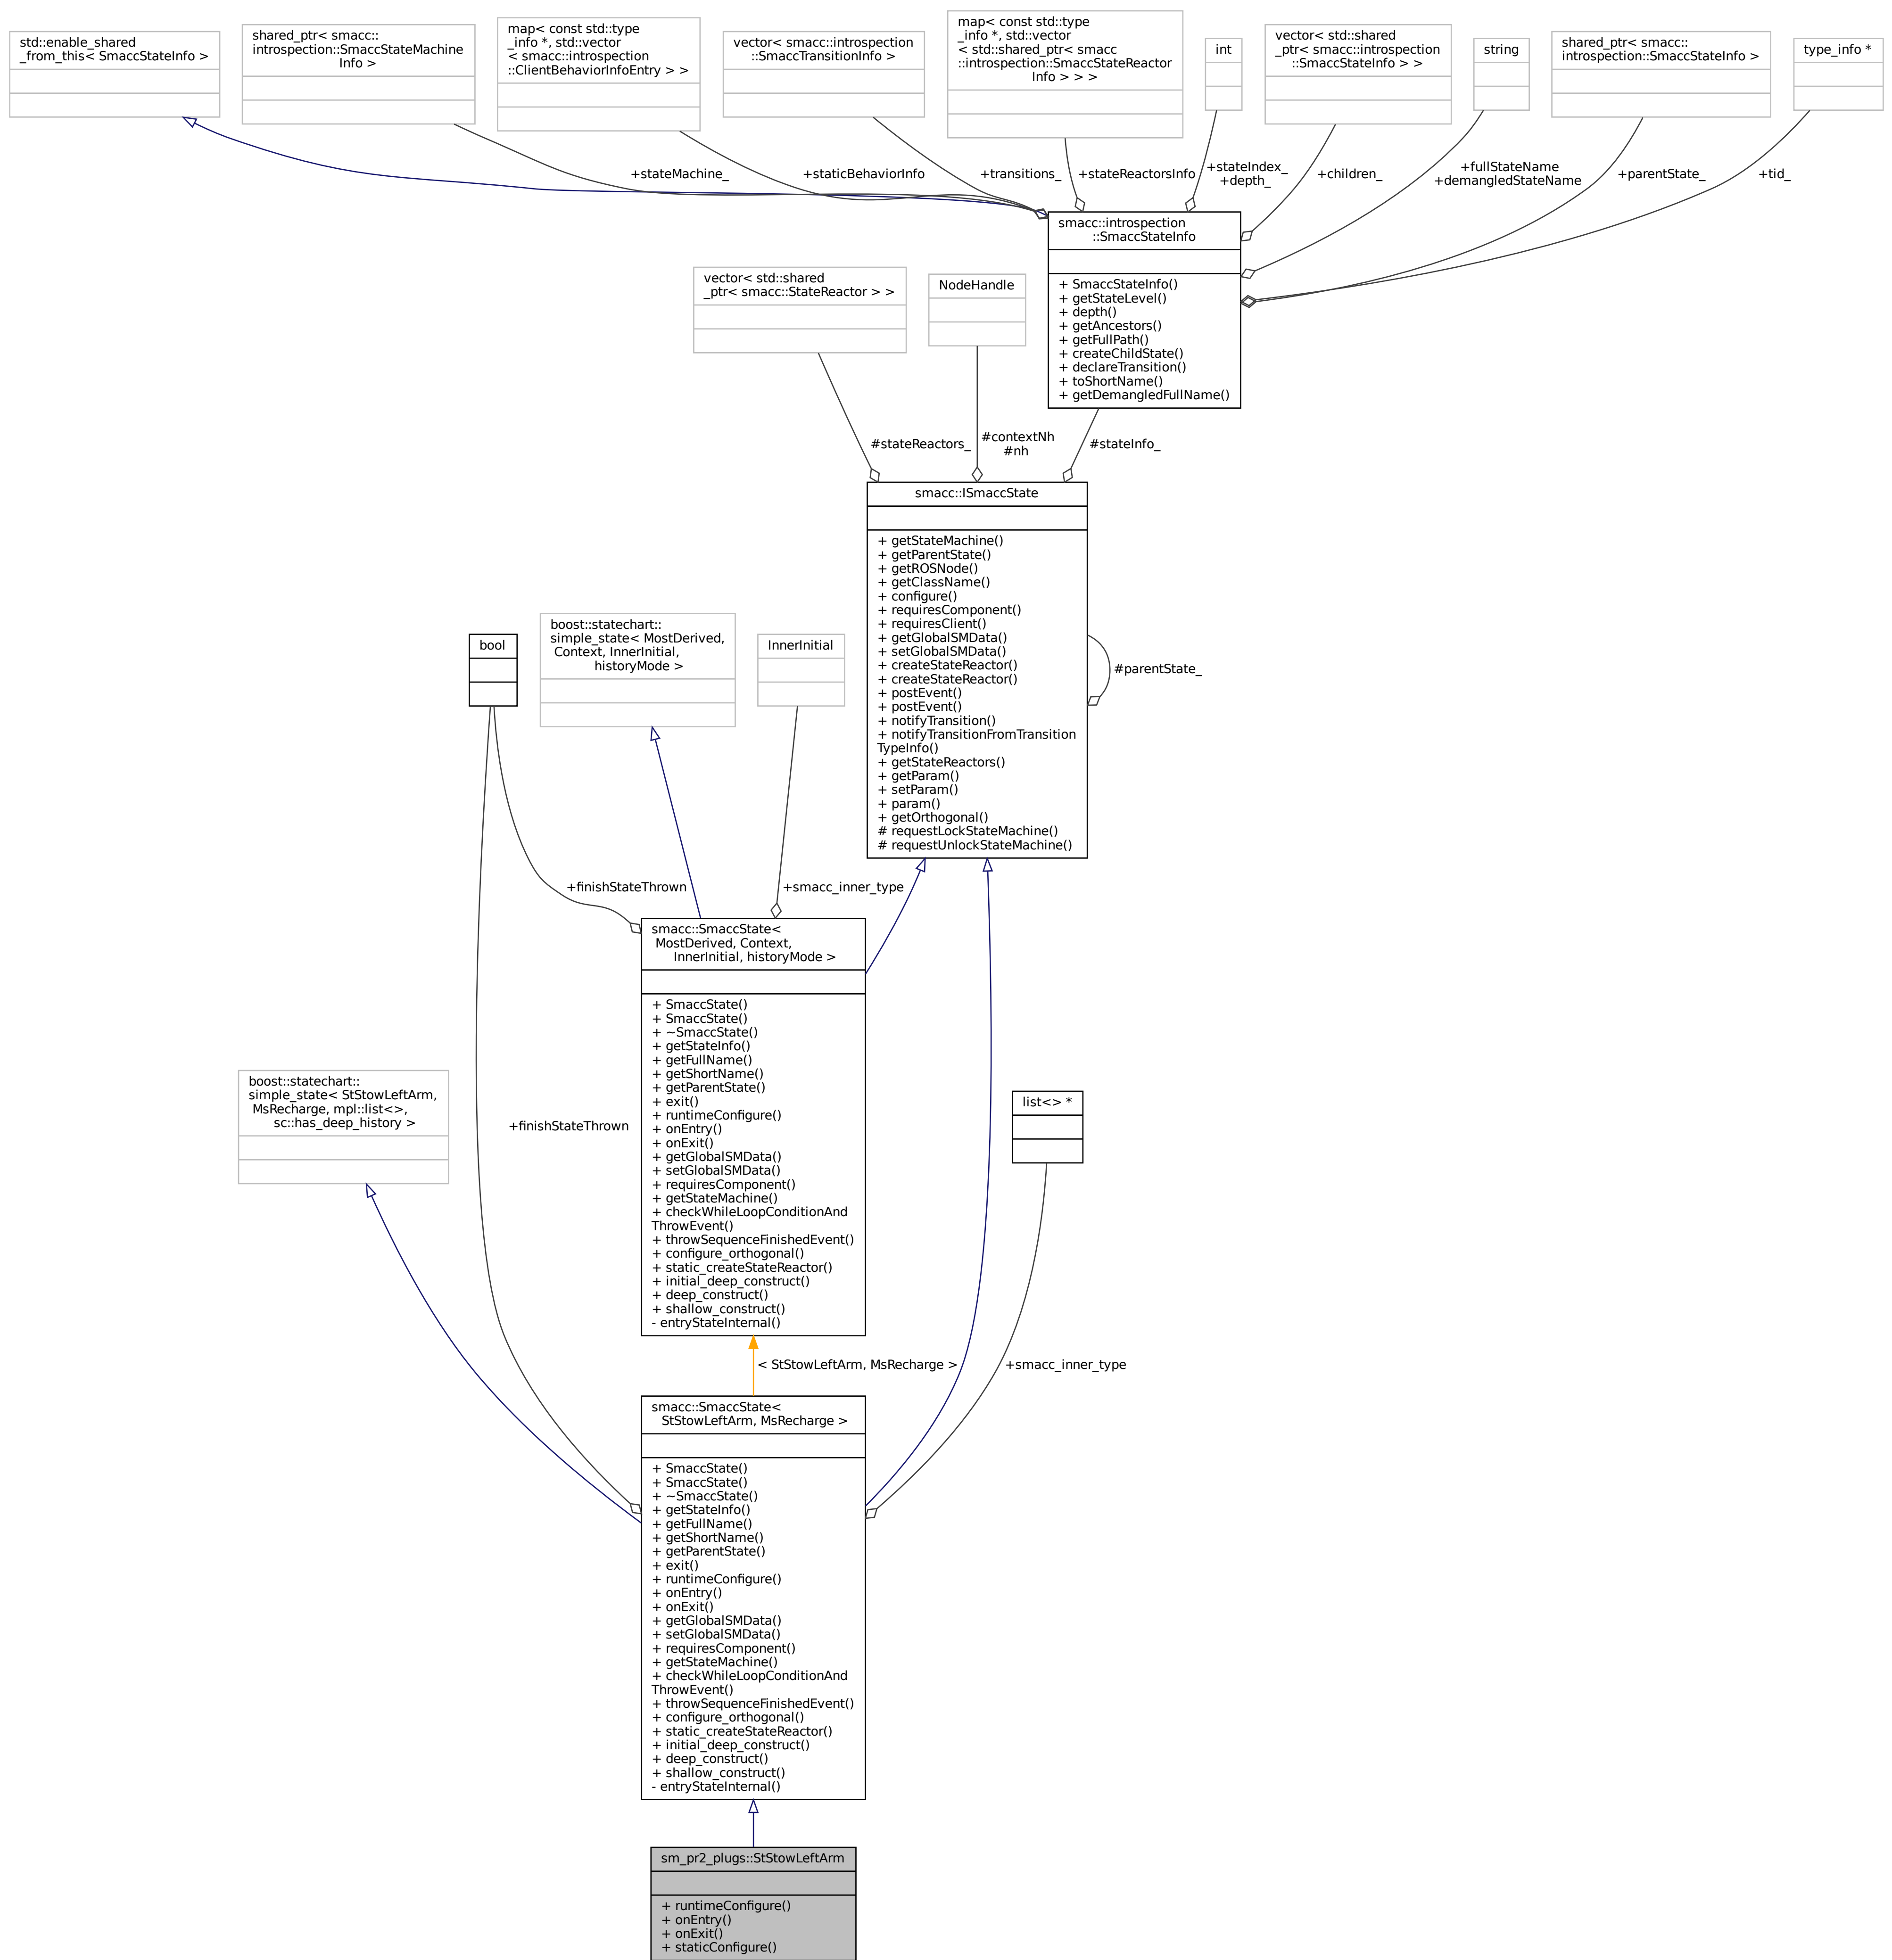 std::enable_shared
_from_this< SmaccStateInfo >
shared_ptr< smacc::
introspection::SmaccStateMachine
Info >
map< const std::type
_info *, std::vector
< smacc::introspection
::ClientBehaviorInfoEntry > >
vector< smacc::introspection
::SmaccTransitionInfo >
map< const std::type
_info *, std::vector
< std::shared_ptr< smacc
::introspection::SmaccStateReactor
Info > > >
int
vector< std::shared
_ptr< smacc::introspection
::SmaccStateInfo > >
string
shared_ptr< smacc::
introspection::SmaccStateInfo >
type_info *
+stateMachine_
+staticBehaviorInfo
+transitions_
+stateReactorsInfo
+stateIndex_
+depth_
+children_
+fullStateName
+demangledStateName
+parentState_
+tid_
smacc::introspection
::SmaccStateInfo
+ SmaccStateInfo()
+ getStateLevel()
+ depth()
+ getAncestors()
+ getFullPath()
+ createChildState()
+ declareTransition()
+ toShortName()
+ getDemangledFullName()
vector< std::shared
_ptr< smacc::StateReactor > >
NodeHandle
#stateReactors_
#contextNh
#nh
#stateInfo_
smacc::ISmaccState
+ getStateMachine()
+ getParentState()
+ getROSNode()
+ getClassName()
+ configure()
+ requiresComponent()
+ requiresClient()
+ getGlobalSMData()
+ setGlobalSMData()
+ createStateReactor()
+ createStateReactor()
+ postEvent()
+ postEvent()
+ notifyTransition()
+ notifyTransitionFromTransition
TypeInfo()
+ getStateReactors()
+ getParam()
+ setParam()
+ param()
+ getOrthogonal()
# requestLockStateMachine()
# requestUnlockStateMachine()
#parentState_
bool
boost::statechart::
simple_state< MostDerived,
Context, InnerInitial,
historyMode >
InnerInitial
+finishStateThrown
+smacc_inner_type
smacc::SmaccState<
MostDerived, Context,
InnerInitial, historyMode >
+ SmaccState()
+ SmaccState()
+ ~SmaccState()
+ getStateInfo()
+ getFullName()
+ getShortName()
+ getParentState()
+ exit()
+ runtimeConfigure()
+ onEntry()
+ onExit()
+ getGlobalSMData()
+ setGlobalSMData()
+ requiresComponent()
+ getStateMachine()
+ checkWhileLoopConditionAnd
ThrowEvent()
+ throwSequenceFinishedEvent()
+ configure_orthogonal()
+ static_createStateReactor()
+ initial_deep_construct()
+ deep_construct()
+ shallow_construct()
- entryStateInternal()
boost::statechart::
simple_state< StStowLeftArm,
MsRecharge, mpl::list<>,
sc::has_deep_history >
+finishStateThrown
list<> *
< StStowLeftArm, MsRecharge >
+smacc_inner_type
smacc::SmaccState<
StStowLeftArm, MsRecharge >
+ SmaccState()
+ SmaccState()
+ ~SmaccState()
+ getStateInfo()
+ getFullName()
+ getShortName()
+ getParentState()
+ exit()
+ runtimeConfigure()
+ onEntry()
+ onExit()
+ getGlobalSMData()
+ setGlobalSMData()
+ requiresComponent()
+ getStateMachine()
+ checkWhileLoopConditionAnd
ThrowEvent()
+ throwSequenceFinishedEvent()
+ configure_orthogonal()
+ static_createStateReactor()
+ initial_deep_construct()
+ deep_construct()
+ shallow_construct()
- entryStateInternal()
sm_pr2_plugs::StStowLeftArm
+ runtimeConfigure()
+ onEntry()
+ onExit()
+ staticConfigure()